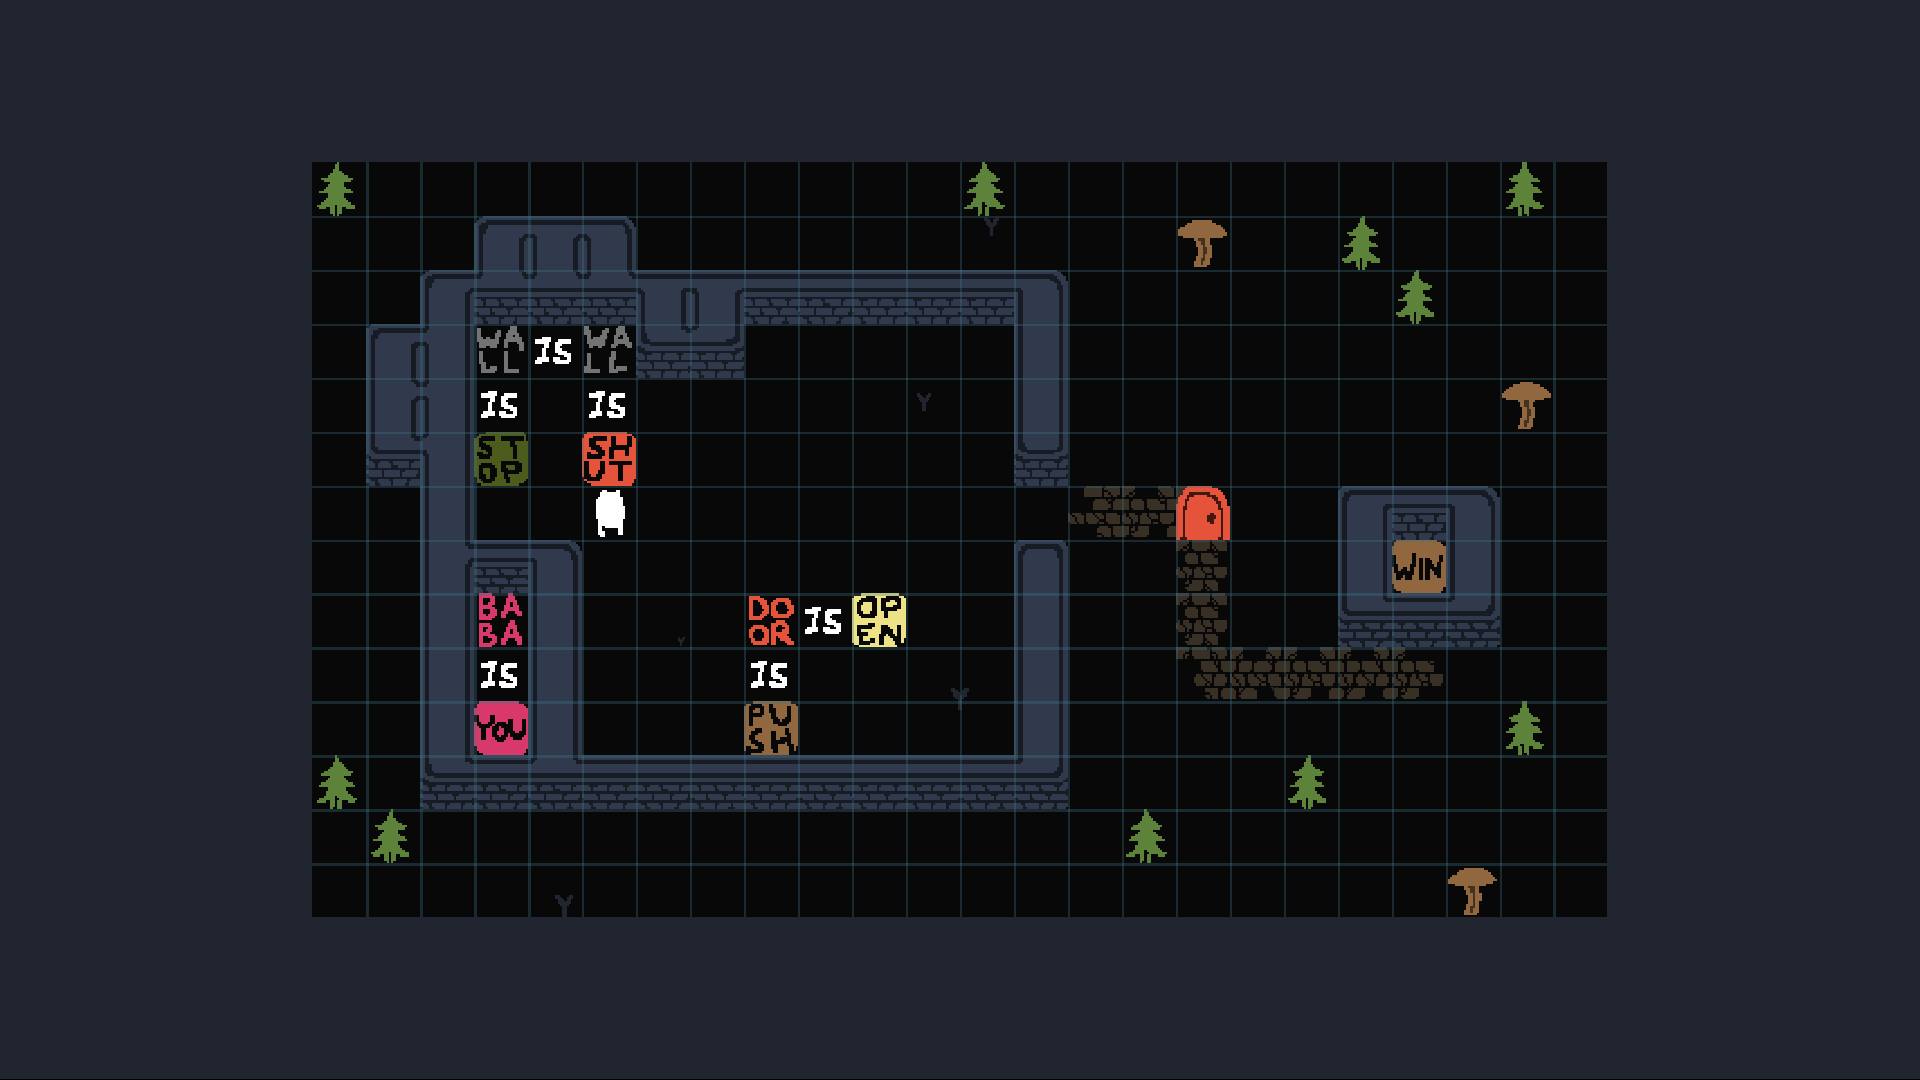 WALL IS WALL
IS IS
STOP SHUT
WIN
BABA DOOR IS OPEN
IS IS
YOU PUSH